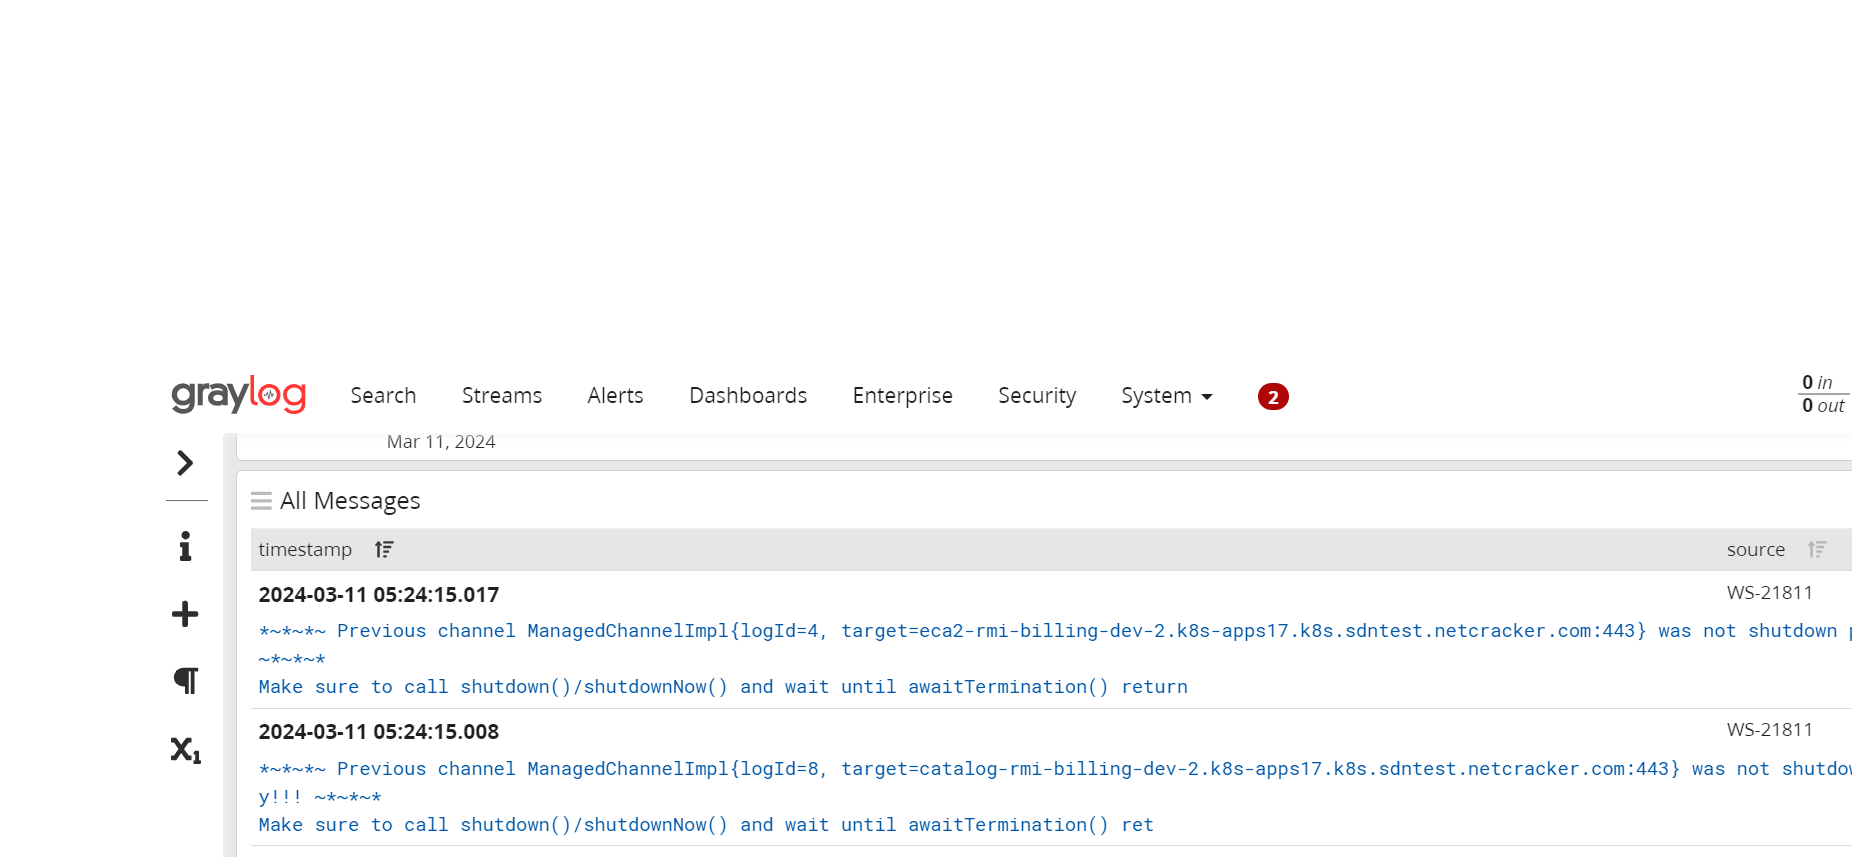 graylog Search Streams Alerts Dashboards Enterprise Security System 2 0 in
0 out
Mar 11, 2024
All Messages
timestamp source
2024-03-11 05:24:15.017 WS-21811
*~*~*~ Previous channel ManagedChannelImpl{logId=4, target=eca2-rmi-billing-dev-2.k8s-apps17.k8s.sdntest.netcracker.com:443} was not shutdown
~*~*~*
Make sure to call shutdown()/shutdownNow() and wait until awaitTermination() return
2024-03-11 05:24:15.008 WS-21811
*~*~*~ Previous channel ManagedChannelImpl{logId=8, target=catalog-rmi-billing-dev-2.k8s-apps17.k8s.sdntest.netcracker.com:443} was not
y!!! ~*~*~*
Make sure to call shutdown()/shutdownNow() and wait until awaitTermination() ret